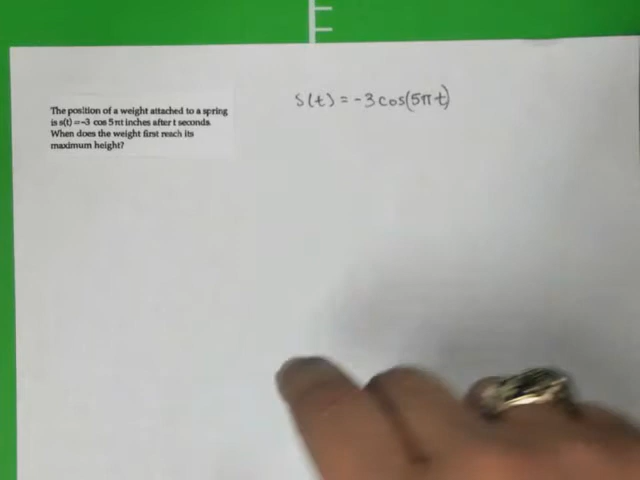 The position of a weight attached to a spring
is s(t) = -3 cos 5πt inches after t seconds.
When does the weight first reach its
maximum height?
s(t) = -3 cos(5πt)